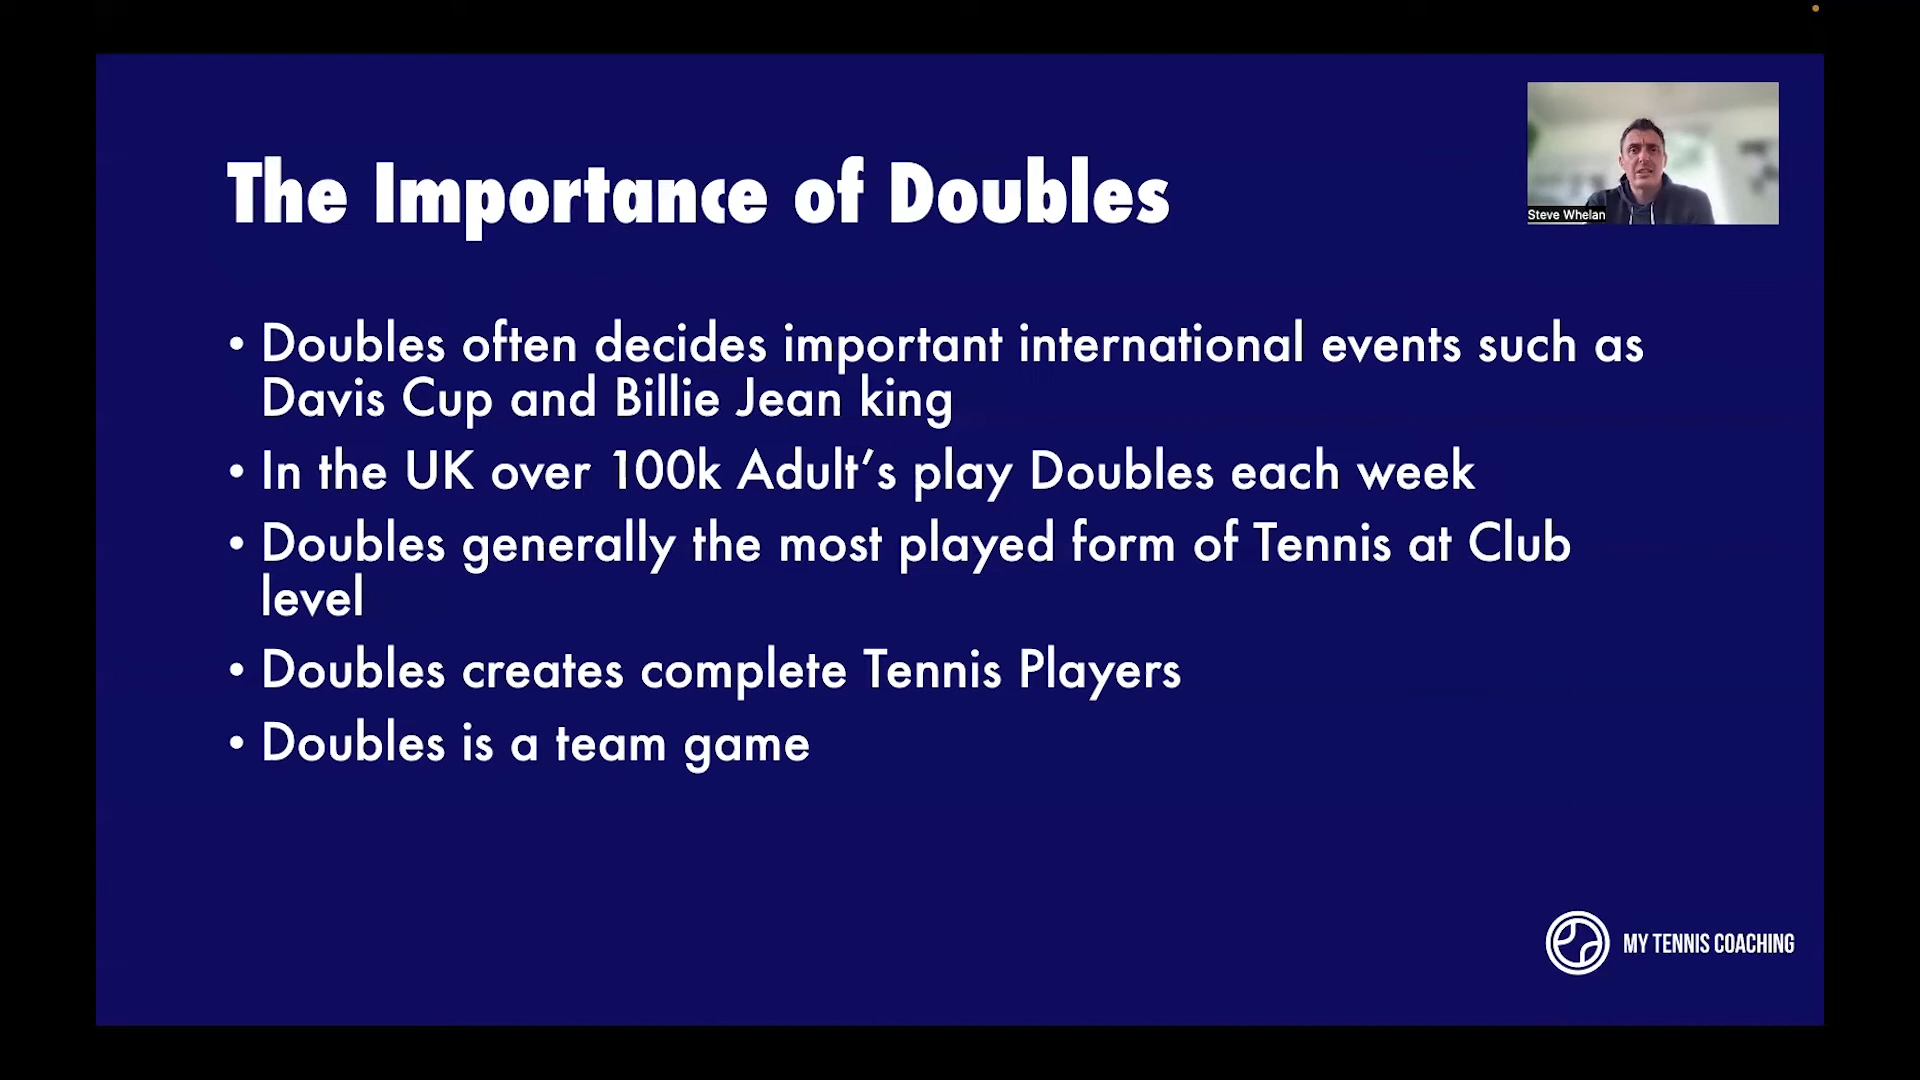 The Importance of Doubles
Steve Whelan
• Doubles often decides important international events such as
Davis Cup and Billie Jean king
• In the UK over 100k Adult’s play Doubles each week
• Doubles generally the most played form of Tennis at Club
level
• Doubles creates complete Tennis Players
• Doubles is a team game
MY TENNIS COACHING